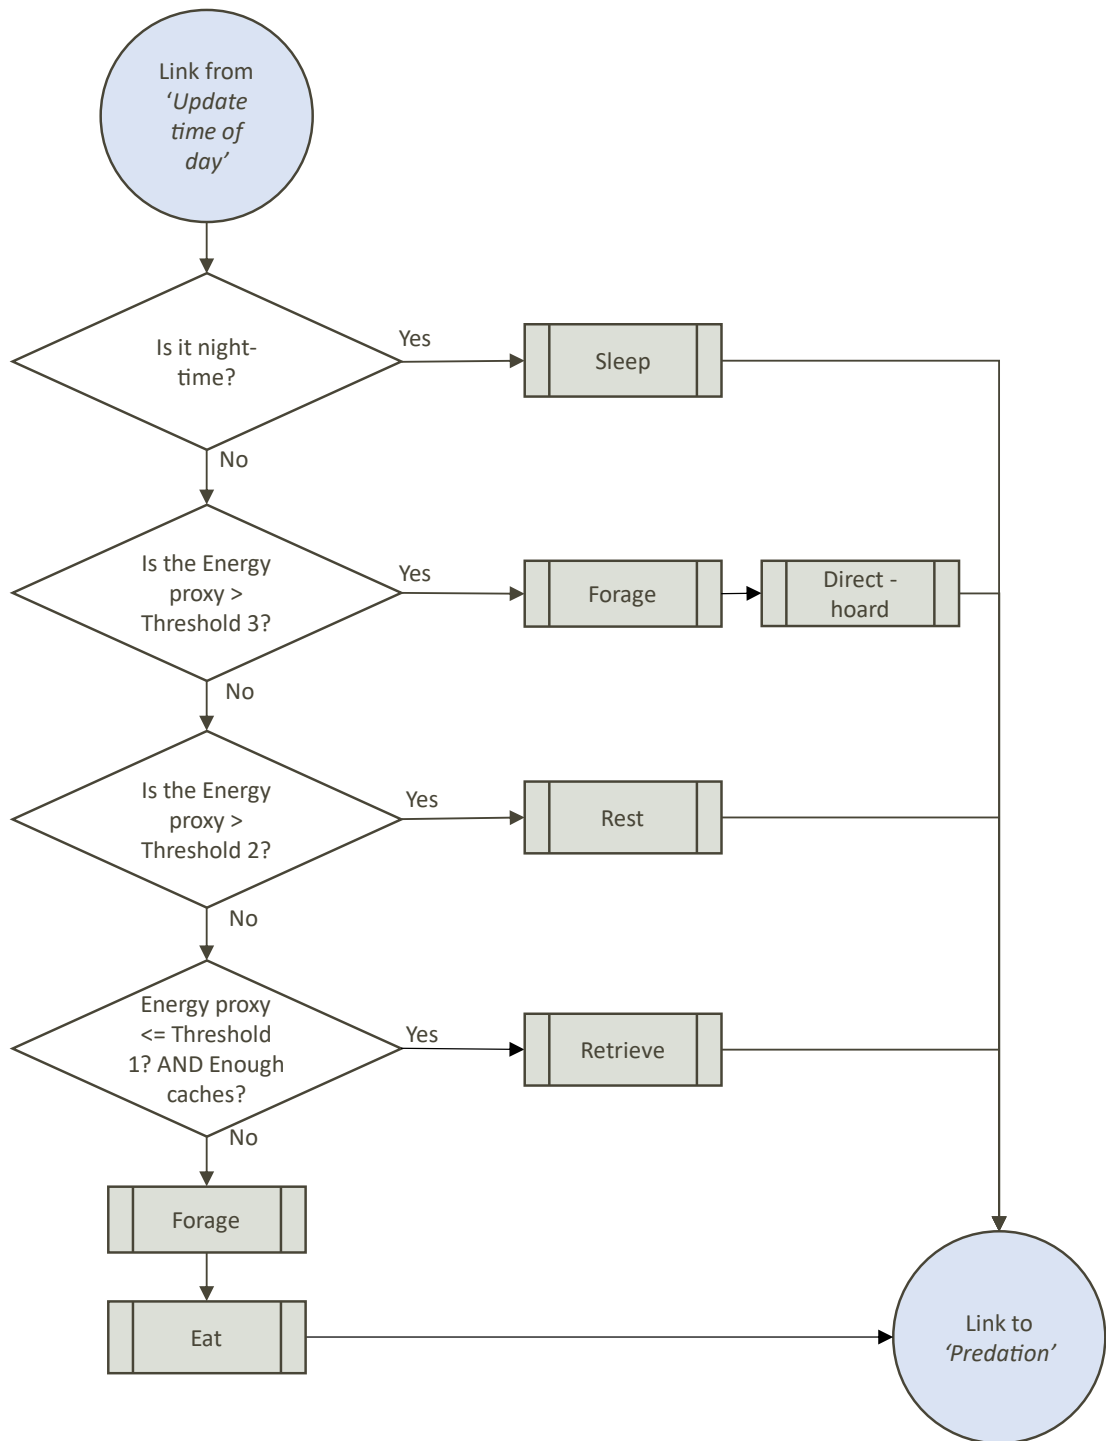 Link from
‘Update
time of
day’
Is it night-
time?
Yes
Sleep
No
Is the Energy
proxy >
Threshold 3?
Yes
Forage
Direct -
hoard
No
Is the Energy
proxy >
Threshold 2?
Yes
Rest
No
Energy proxy
<= Threshold
1? AND Enough
caches?
Yes
Retrieve
No
Forage
Eat
Link to
‘Predation’